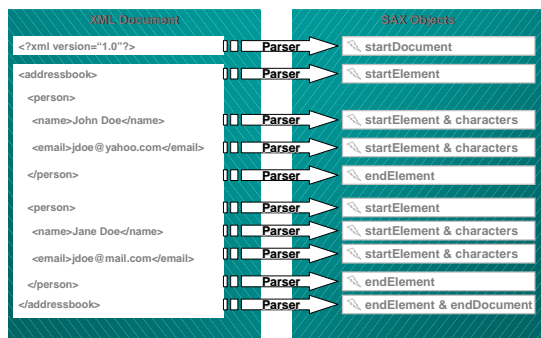 XML Document
SAX Objects
<?xml version="1.0"?>
Parser
startDocument
<addressbook>
Parser
startElement
<person>
<name>John Doe</name>
Parser
startElement & characters
<email>jdoe@yahoo.com</email>
Parser
startElement & characters
</person>
Parser
endElement
<person>
Parser
startElement
<name>Jane Doe</name>
Parser
startElement & characters
<email>jdoe@mail.com</email>
Parser
startElement & characters
</person>
Parser
endElement
</addressbook>
Parser
endElement & endDocument